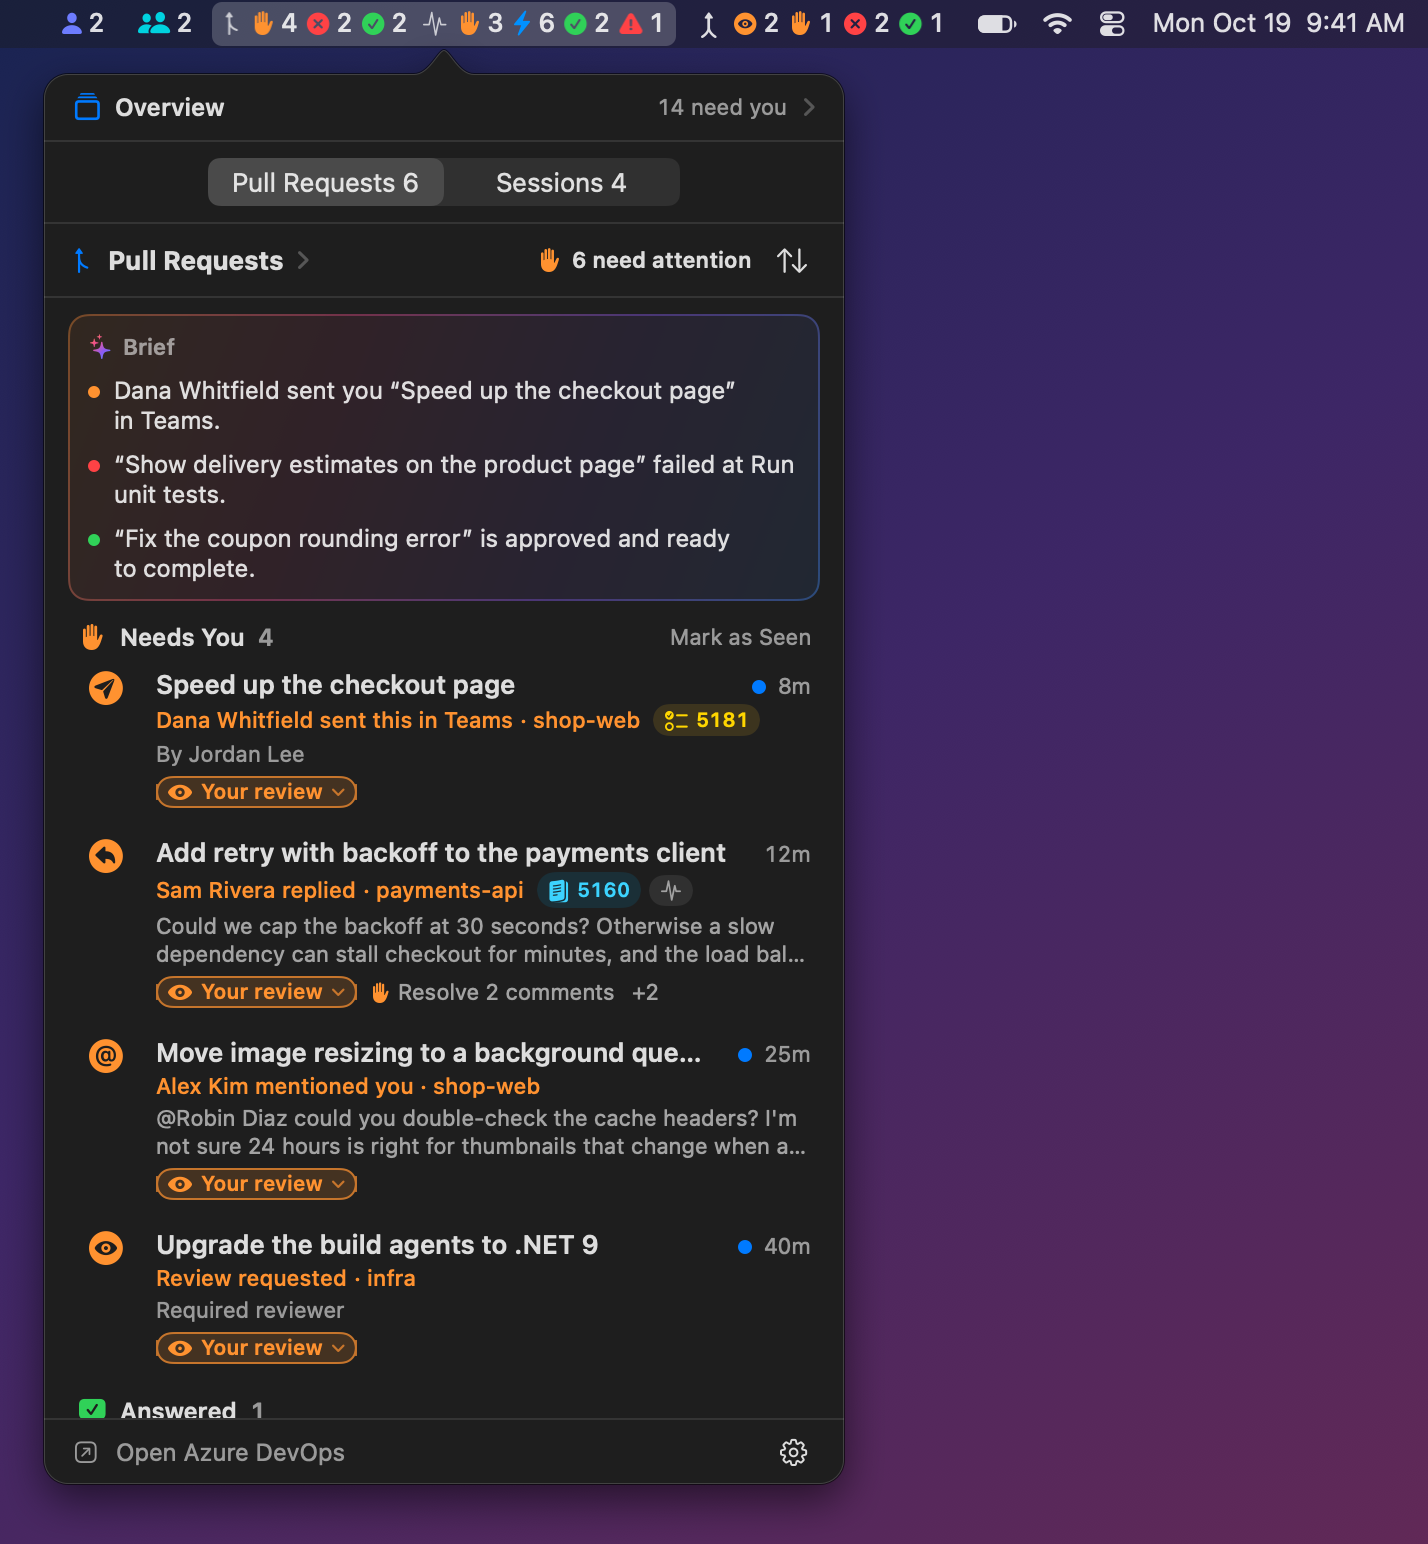 2 2 4 2 2 3 6 2 1 2 1 2 1 Mon Oct 19 9:41 AM
Overview 14 need you
Pull Requests 6 Sessions 4
Pull Requests 6 need attention
Brief
Dana Whitfield sent you “Speed up the checkout page”
in Teams.
“Show delivery estimates on the product page” failed at Run
unit tests.
“Fix the coupon rounding error” is approved and ready
to complete.
Needs You 4 Mark as Seen
Speed up the checkout page 8m
Dana Whitfield sent this in Teams · shop-web 5181
By Jordan Lee
Your review
Add retry with backoff to the payments client 12m
Sam Rivera replied · payments-api 5160
Could we cap the backoff at 30 seconds? Otherwise a slow
dependency can stall checkout for minutes, and the load bal...
Your review Resolve 2 comments +2
@ Move image resizing to a background que... 25m
Alex Kim mentioned you · shop-web
@Robin Diaz could you double-check the cache headers? I'm
not sure 24 hours is right for thumbnails that change when a...
Your review
Upgrade the build agents to .NET 9 40m
Review requested · infra
Required reviewer
Your review
Answered 1
Open Azure DevOps